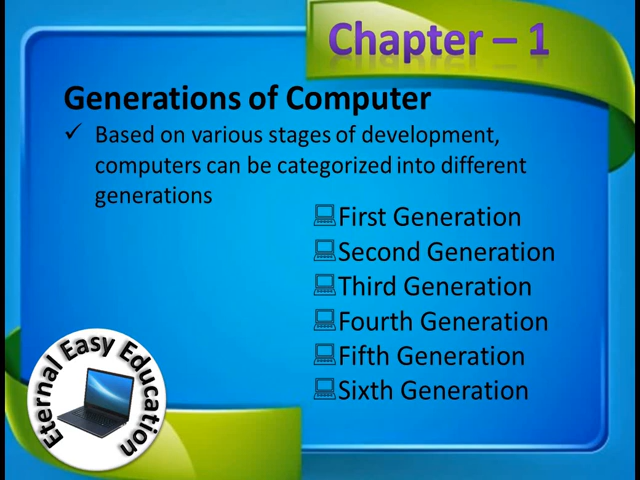 Chapter – 1
Generations of Computer
✓ Based on various stages of development,
computers can be categorized into different
generations
First Generation
Second Generation
Third Generation
Fourth Generation
Fifth Generation
Sixth Generation
Eternal Easy Education